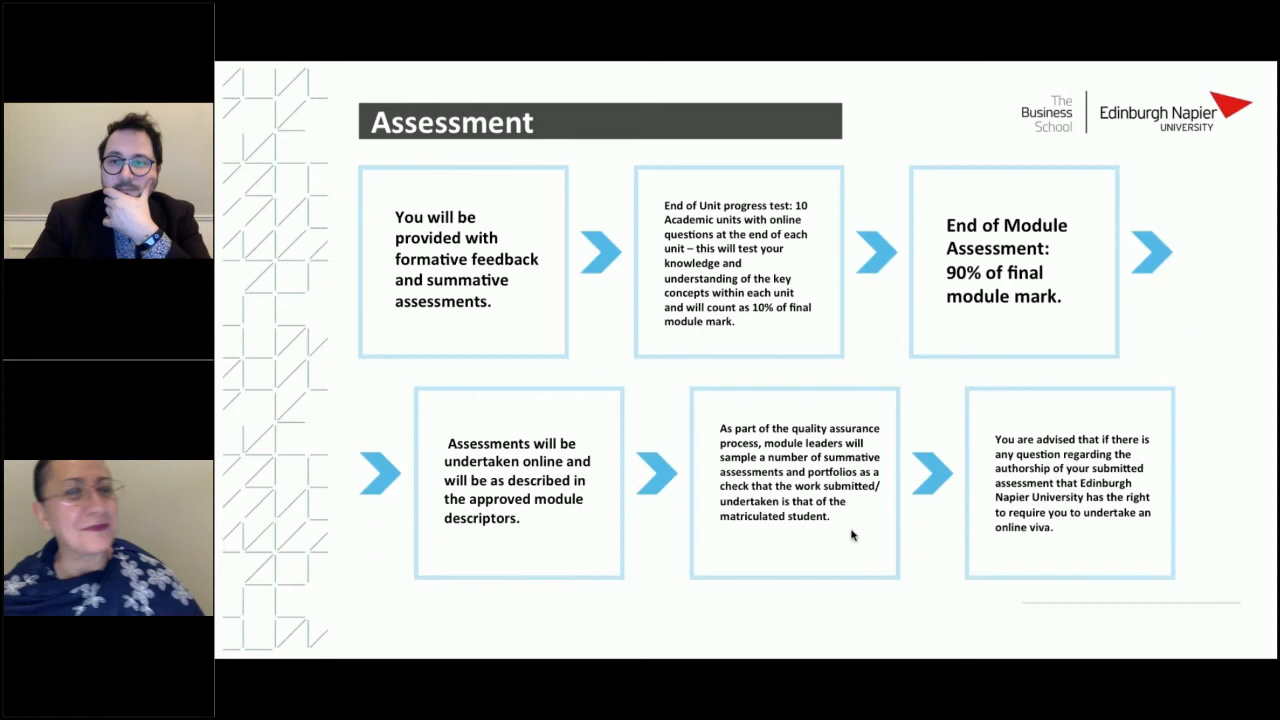 Assessment
The
Business
School
Edinburgh Napier
UNIVERSITY
You will be
provided with
formative feedback
and summative
assessments.
End of Unit progress test: 10
Academic units with online
questions at the end of each
unit – this will test your
knowledge and
understanding of the key
concepts within each unit
and will count as 10% of final
module mark.
End of Module
Assessment:
90% of final
module mark.
Assessments will be
undertaken online and
will be as described in
the approved module
descriptors.
As part of the quality assurance
process, module leaders will
sample a number of summative
assessments and portfolios as a
check that the work submitted/
undertaken is that of the
matriculated student.
You are advised that if there is
any question regarding the
authorship of your submitted
assessment that Edinburgh
Napier University has the right
to require you to undertake an
online viva.